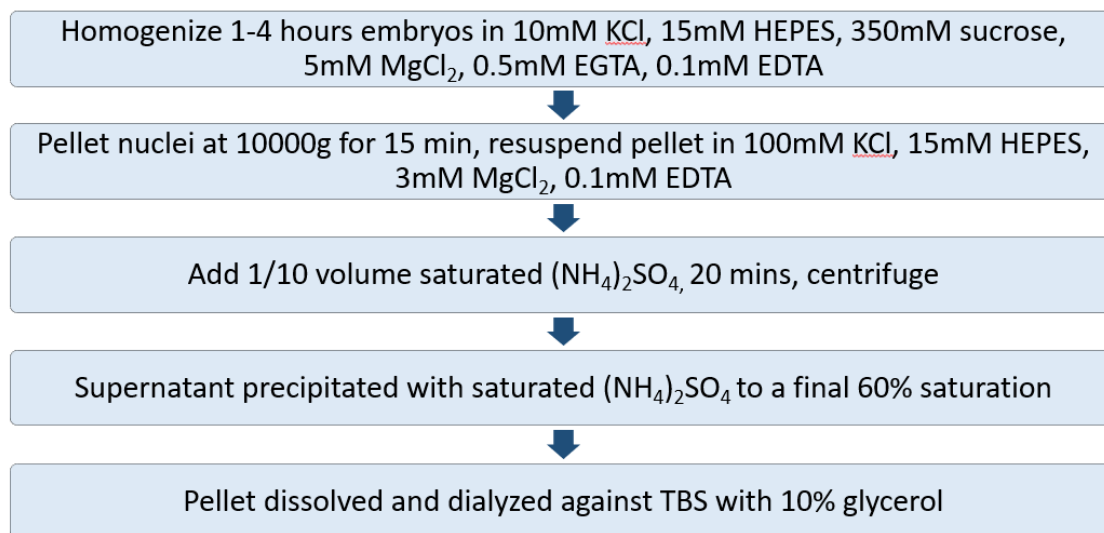 Homogenize 1-4 hours embryos in 10mM KCl, 15mM HEPES, 350mM sucrose,
5mM MgCl₂, 0.5mM EGTA, 0.1mM EDTA
Pellet nuclei at 10000g for 15 min, resuspend pellet in 100mM KCl, 15mM HEPES,
3mM MgCl₂, 0.1mM EDTA
Add 1/10 volume saturated (NH₄)₂SO₄, 20 mins, centrifuge
Supernatant precipitated with saturated (NH₄)₂SO₄ to a final 60% saturation
Pellet dissolved and dialyzed against TBS with 10% glycerol